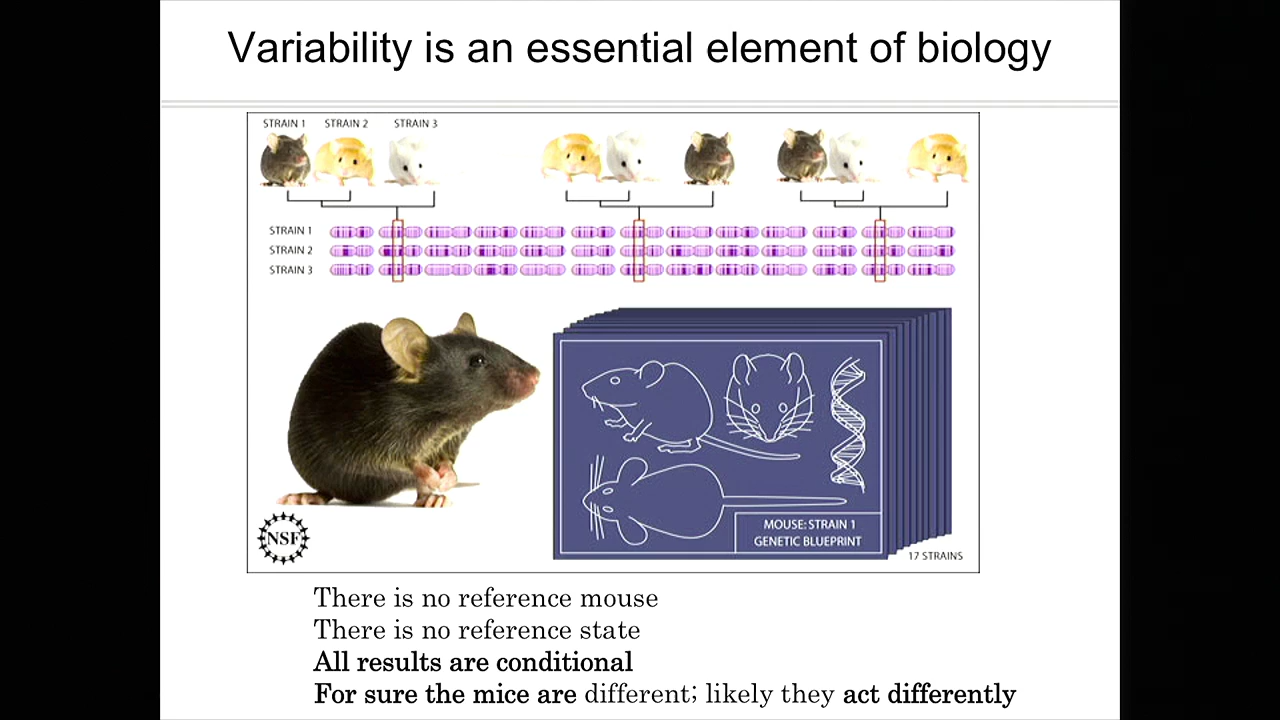 Variability is an essential element of biology
STRAIN 1 STRAIN 2 STRAIN 3
STRAIN 1
STRAIN 2
STRAIN 3
MOUSE: STRAIN 1
GENETIC BLUEPRINT
NSF
17 STRAINS
There is no reference mouse
There is no reference state
All results are conditional
For sure the mice are different; likely they act differently